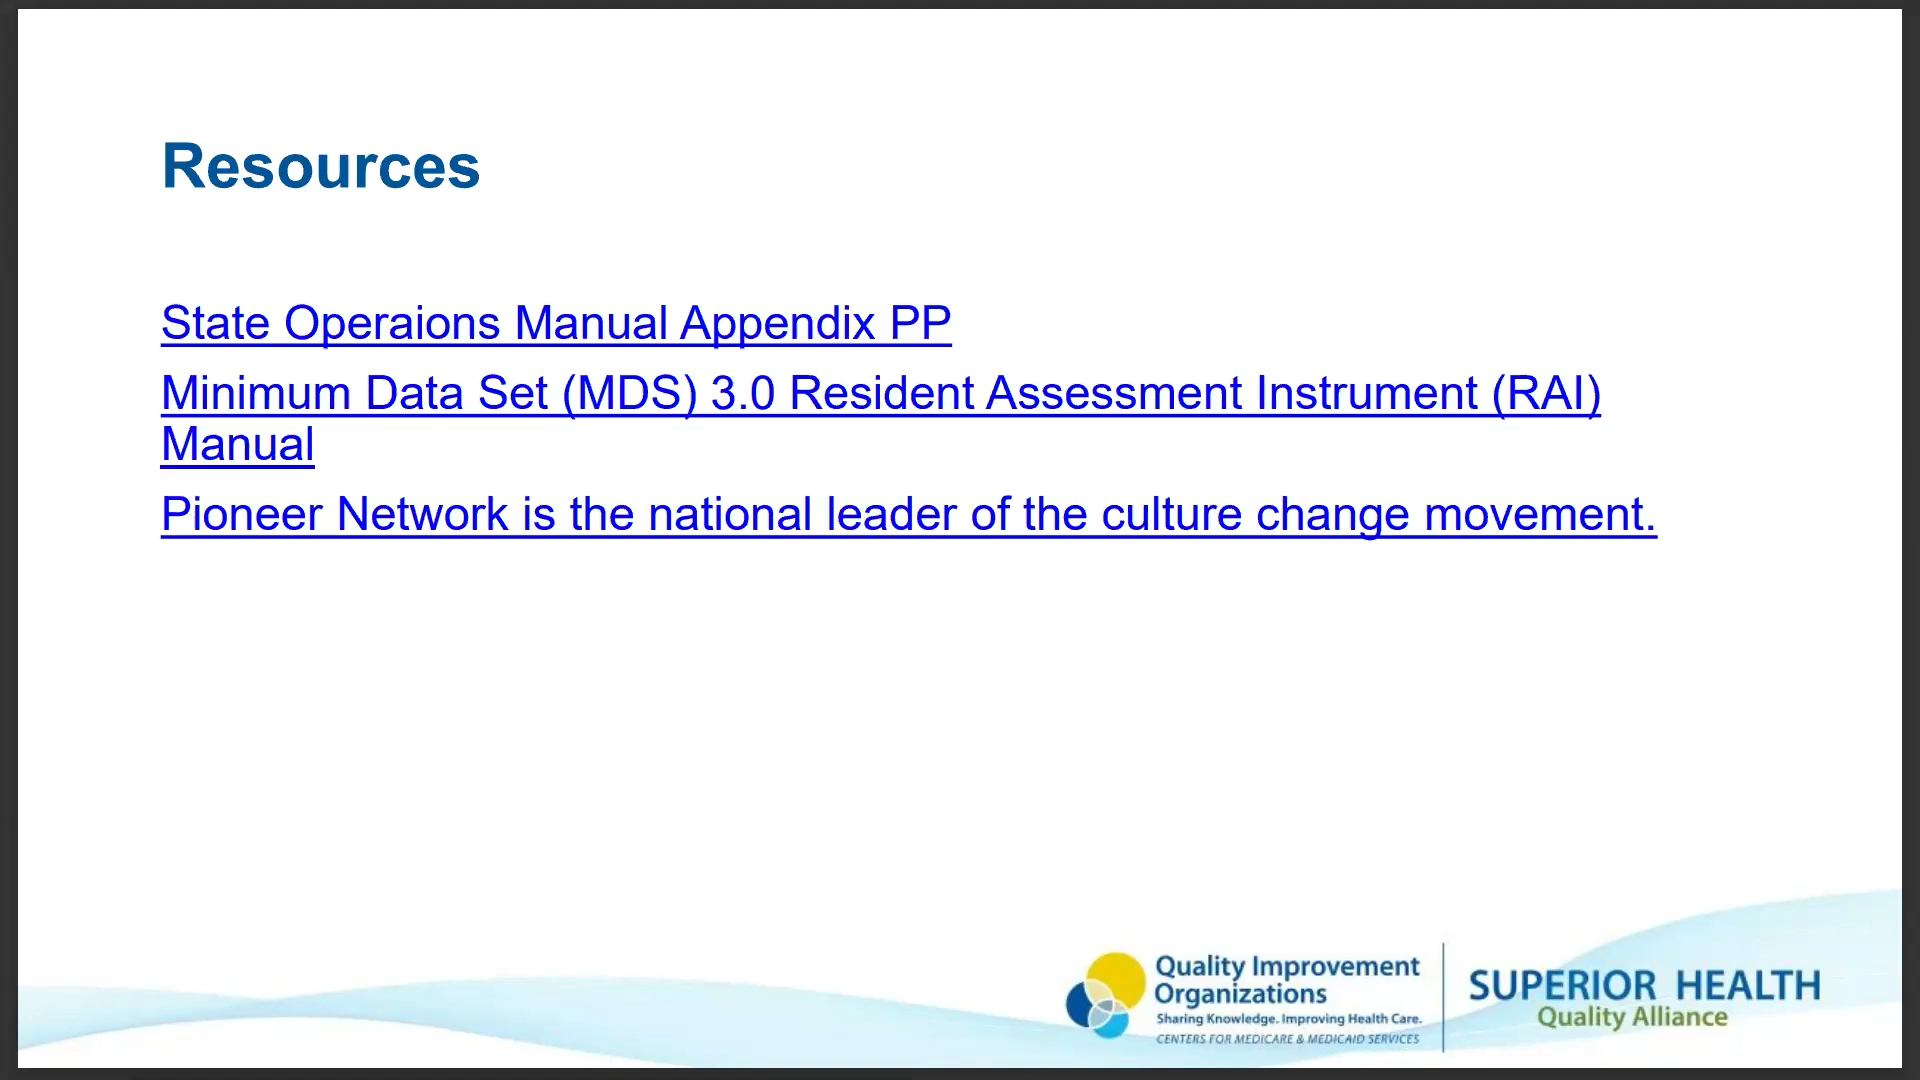 Resources
State Operaions Manual Appendix PP
Minimum Data Set (MDS) 3.0 Resident Assessment Instrument (RAI)
Manual
Pioneer Network is the national leader of the culture change movement.
Quality Improvement
Organizations
Sharing Knowledge. Improving Health Care.
CENTERS FOR MEDICARE & MEDICAID SERVICES
SUPERIOR HEALTH
Quality Alliance